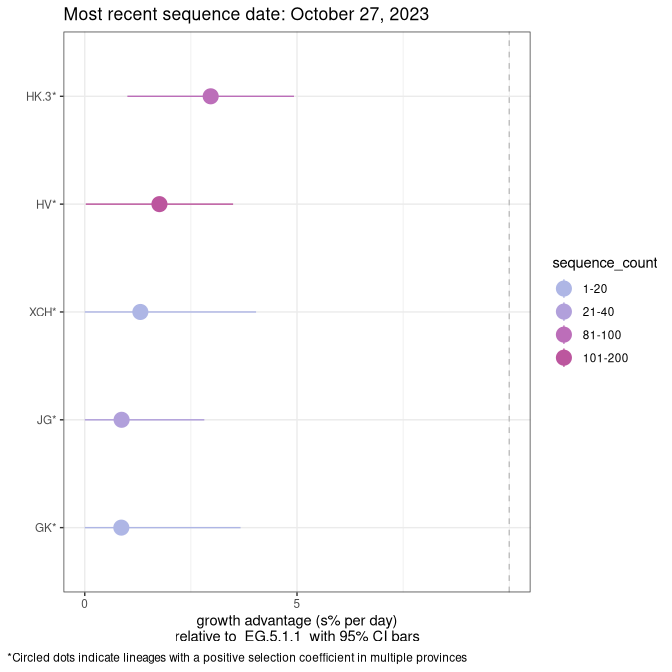 Most recent sequence date: October 27, 2023
HK.3*
HV*
XCH*
JG*
GK*
0
5
growth advantage (s% per day)
relative to  EG.5.1.1  with 95% CI bars
sequence_count
1-20
21-40
81-100
101-200
*Circled dots indicate lineages with a positive selection coefficient in multiple provinces